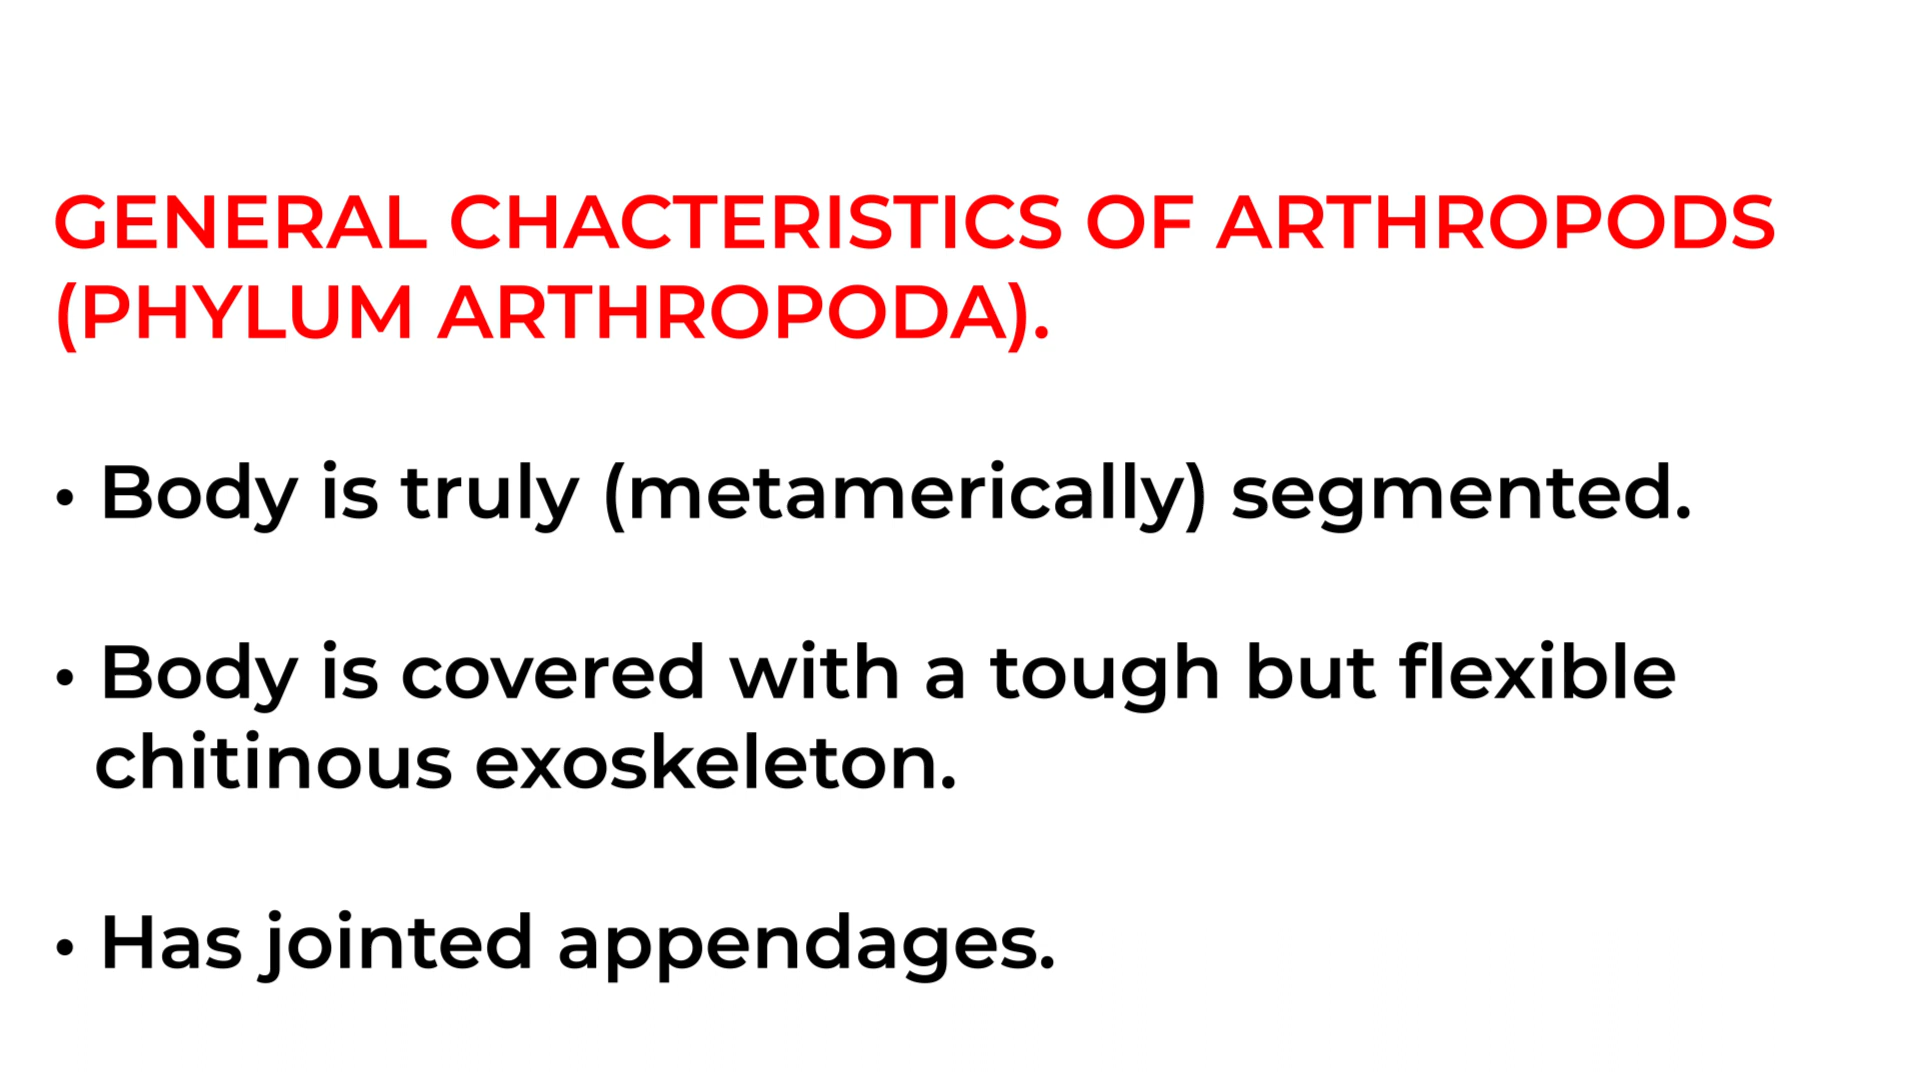 GENERAL CHACTERISTICS OF ARTHROPODS
(PHYLUM ARTHROPODA).
• Body is truly (metamerically) segmented.
• Body is covered with a tough but flexible
chitinous exoskeleton.
• Has jointed appendages.